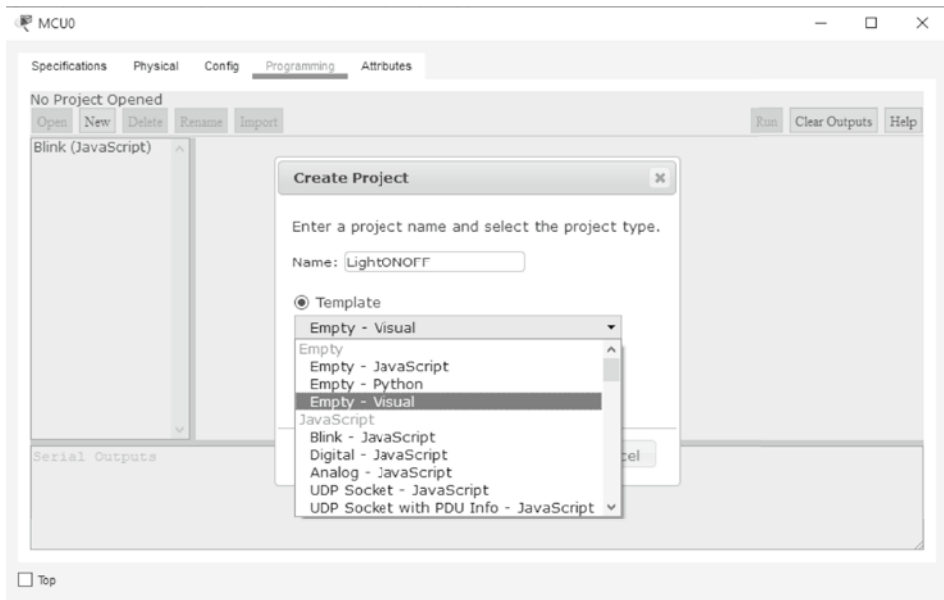 MCU0
Specifications Physical Config Programming Attributes
No Project Opened
Open New Delete Rename Import Run Clear Outputs Help
Blink (JavaScript)
Create Project
Enter a project name and select the project type.
Name: LightONOFF
Template
Empty - Visual
Empty
Empty - JavaScript
Empty - Python
Empty - Visual
JavaScript
Blink - JavaScript
Digital - JavaScript
Analog - JavaScript
UDP Socket - JavaScript
UDP Socket with PDU Info - JavaScript
cel
Serial Outputs
Top